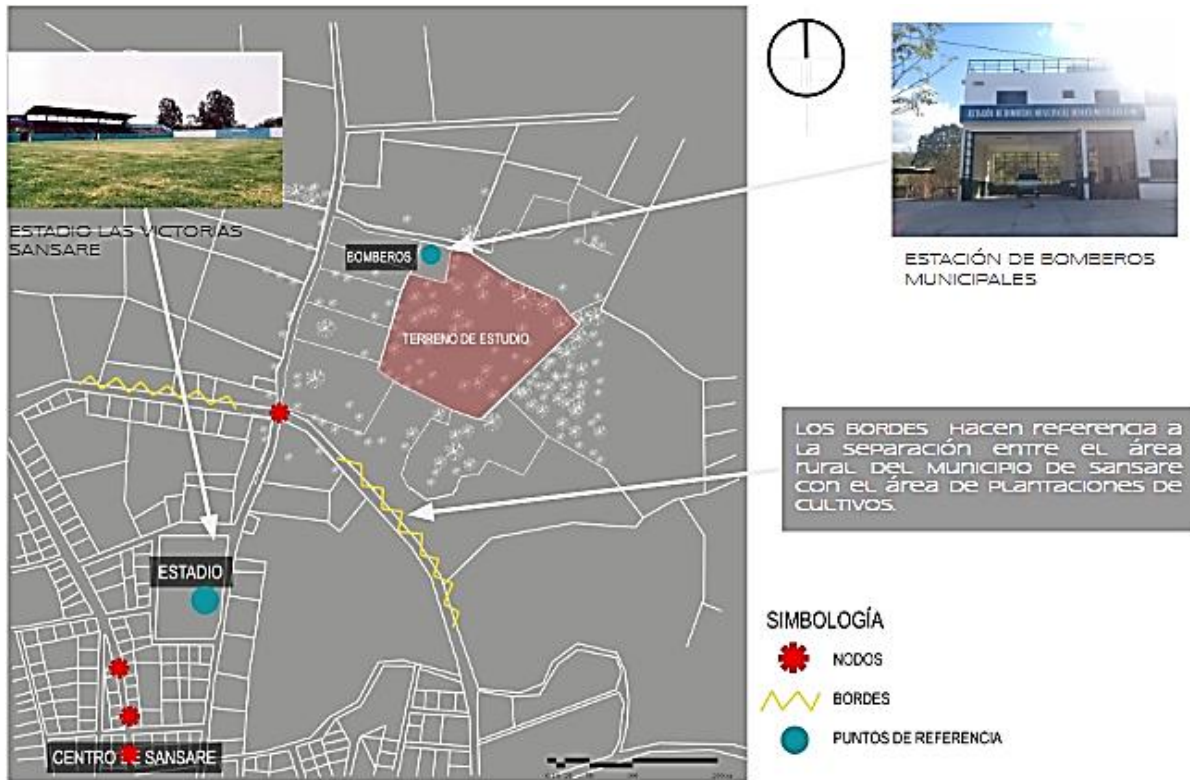 ESTADIO LAS VICTORIAS
SANSARE
BOMBEROS
TERRENO DE ESTUDIO
ESTADIO
CENTRO DE SANSARE
ESTACIÓN DE BOMBEROS
MUNICIPALES
LOS BORDES HACEN REFERENCIA A
LA SEPARACIÓN ENTRE EL ÁREA
RURAL DEL MUNICIPIO DE SANSARE
CON EL ÁREA DE PLANTACIONES DE
CULTIVOS.
SIMBOLOGÍA
NODOS
BORDES
PUNTOS DE REFERENCIA